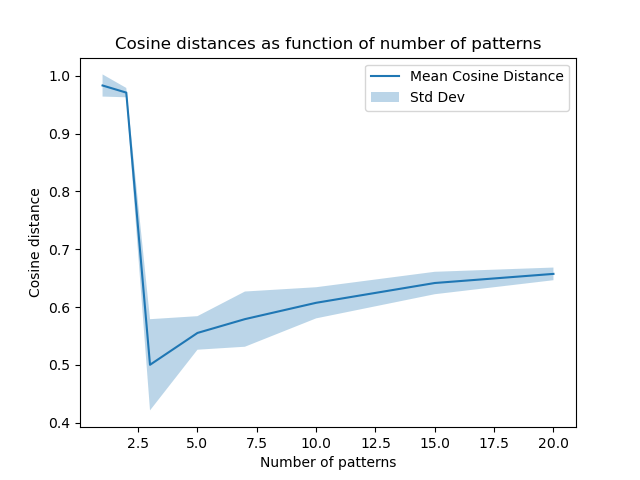 Cosine distances as function of number of patterns
Mean Cosine Distance
Std Dev
Cosine distance
1.0
0.9
0.8
0.7
0.6
0.5
0.4
2.5 5.0 7.5 10.0 12.5 15.0 17.5 20.0
Number of patterns